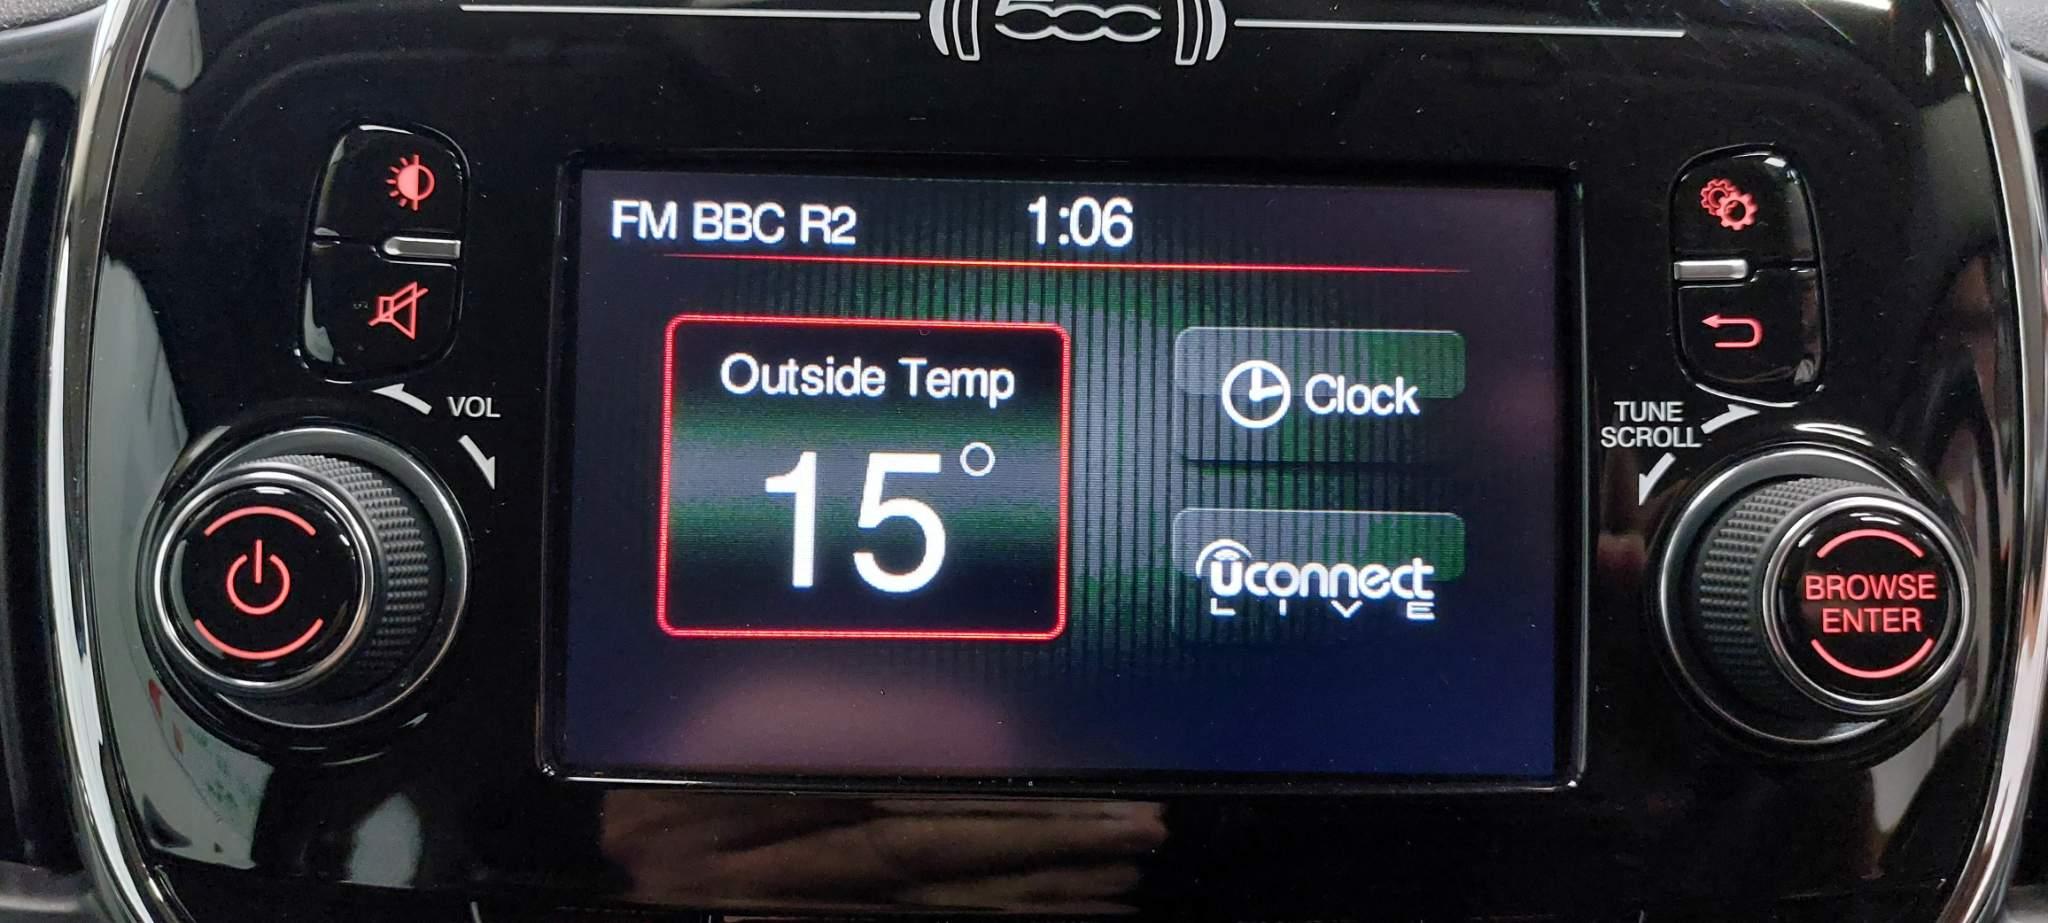 500
FM BBC R2 1:06
Outside Temp
15°
Clock
uconnect
LIVE
VOL
TUNE
SCROLL
BROWSE
ENTER